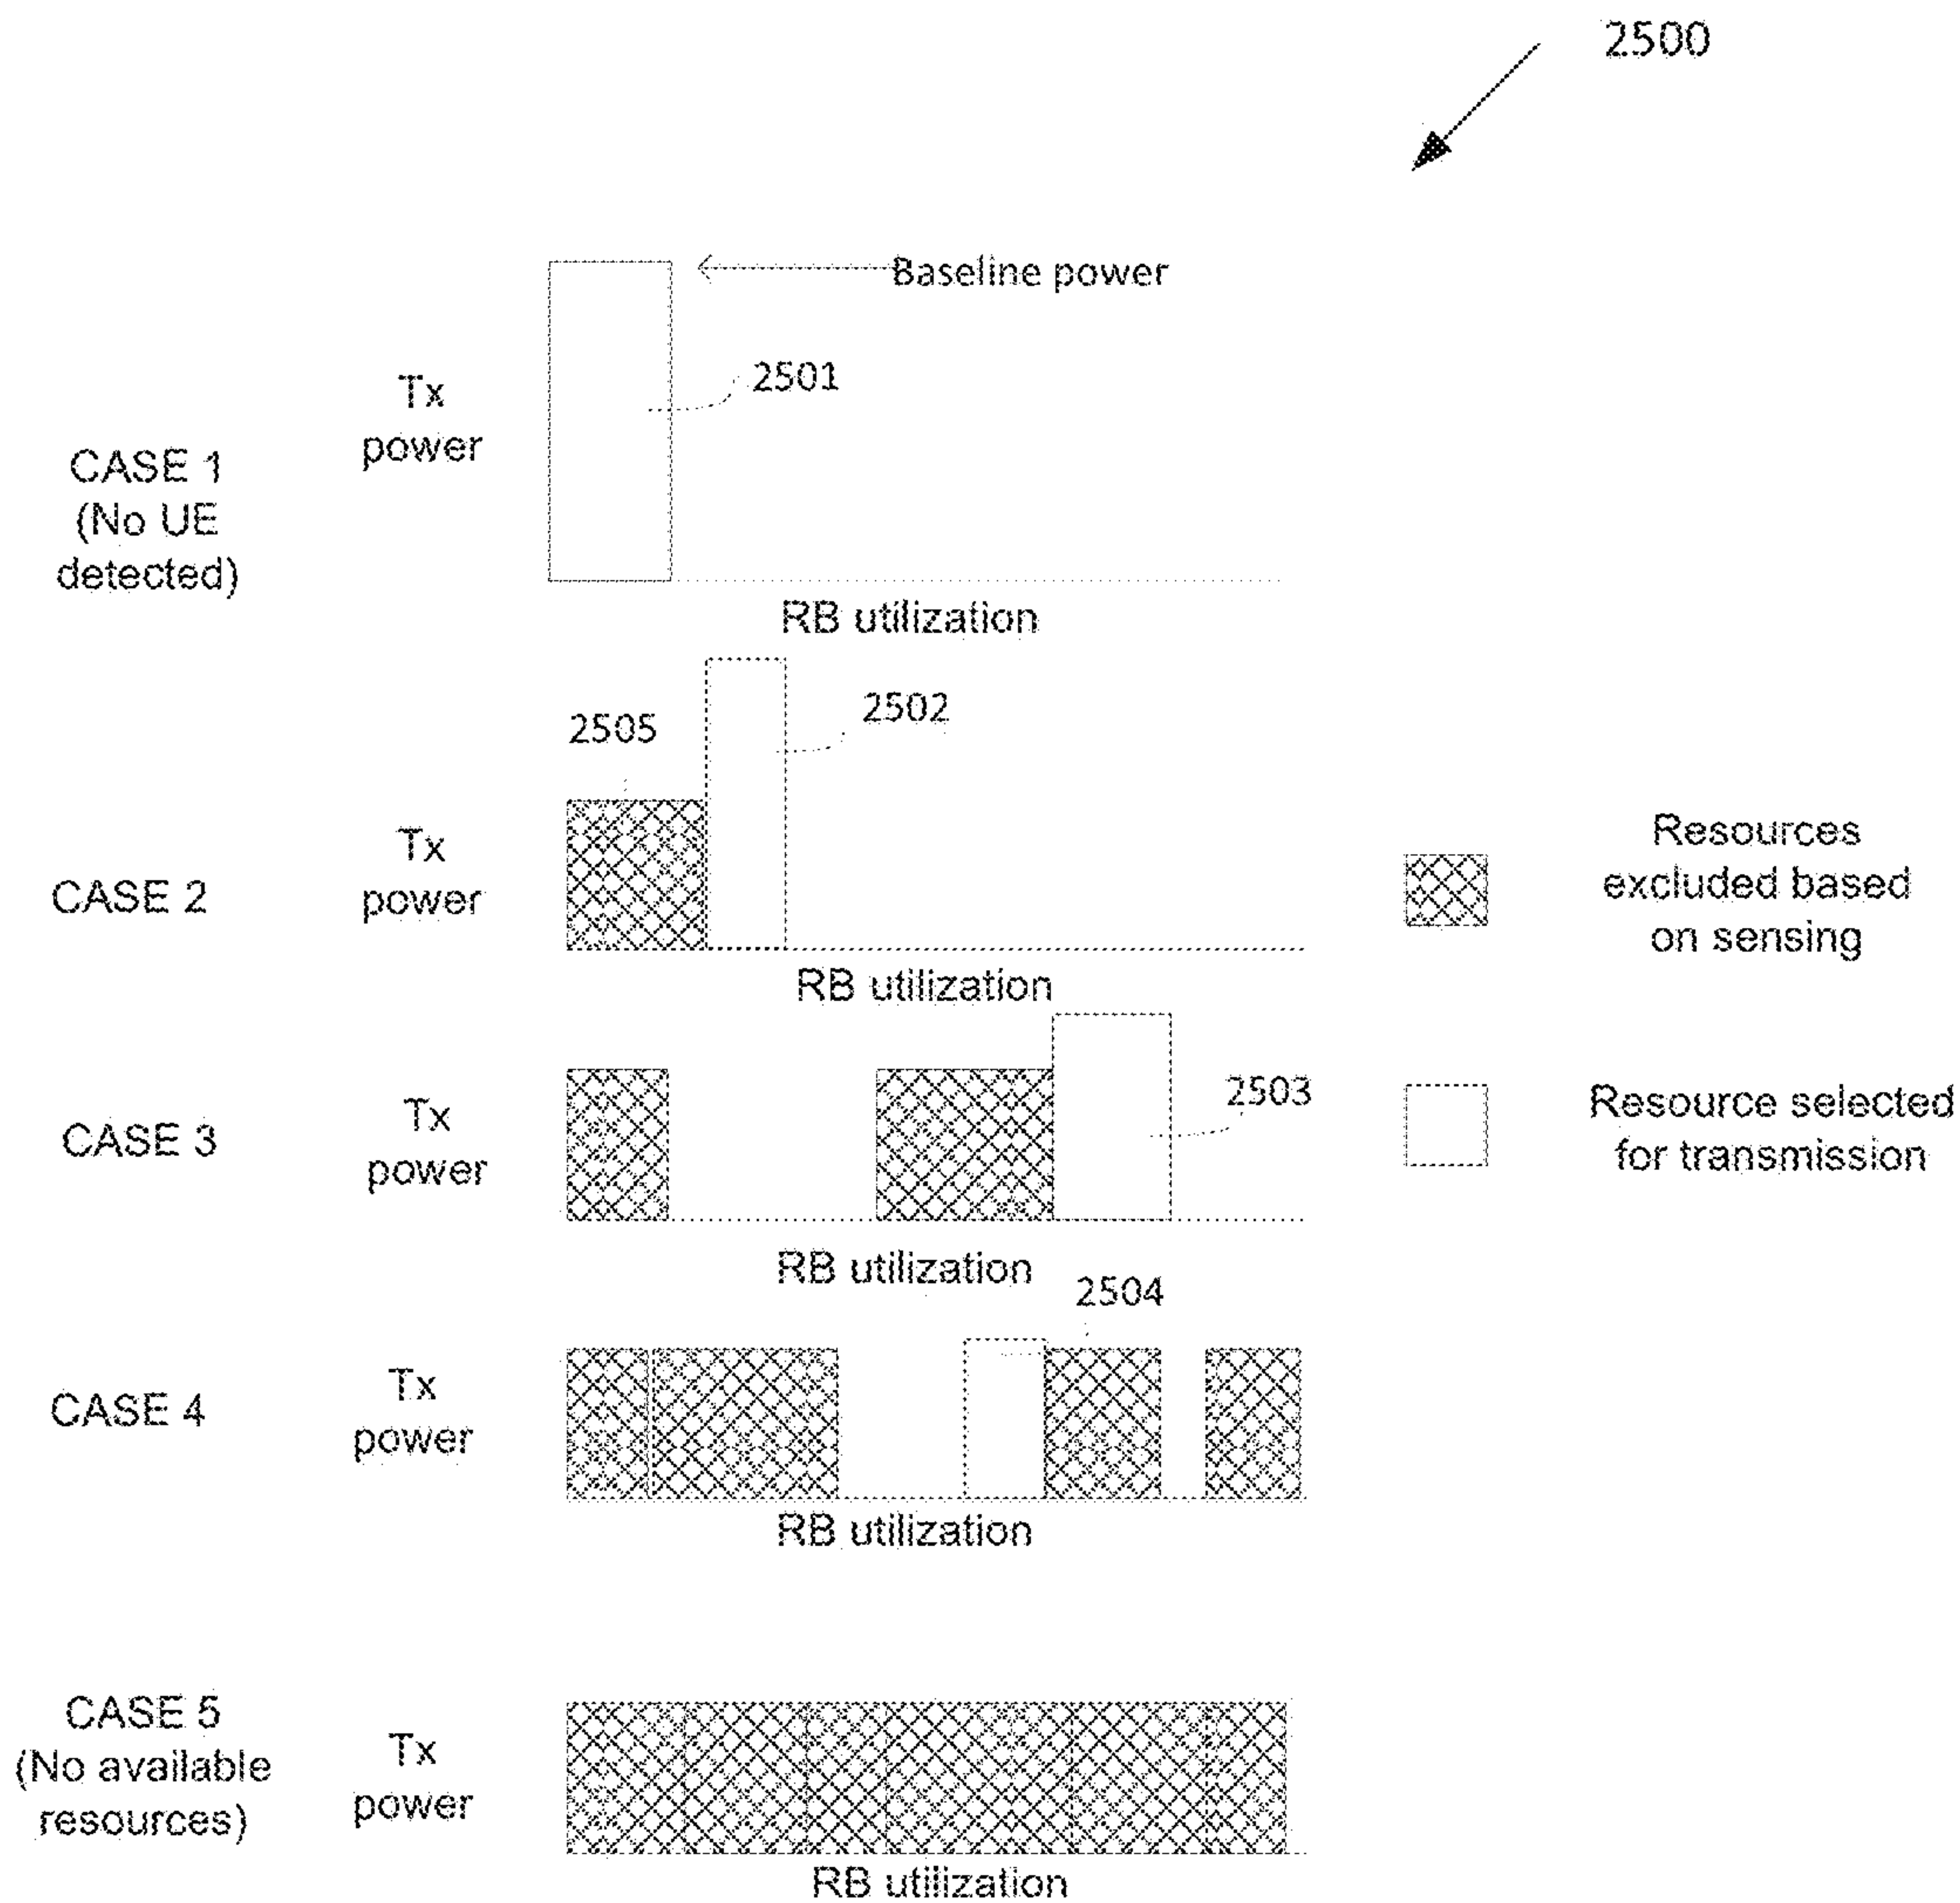 2500
Baseline power
2501
Tx
power
CASE 1
(No UE
detected)
RB utilization
2505
2502
Tx
power
CASE 2
RB utilization
Resources
excluded based
on sensing
CASE 3
Tx
power
2503
RB utilization
Resource selected
for transmission
2504
CASE 4
Tx
power
RB utilization
CASE 5
(No available
resources)
Tx
power
RB utilization